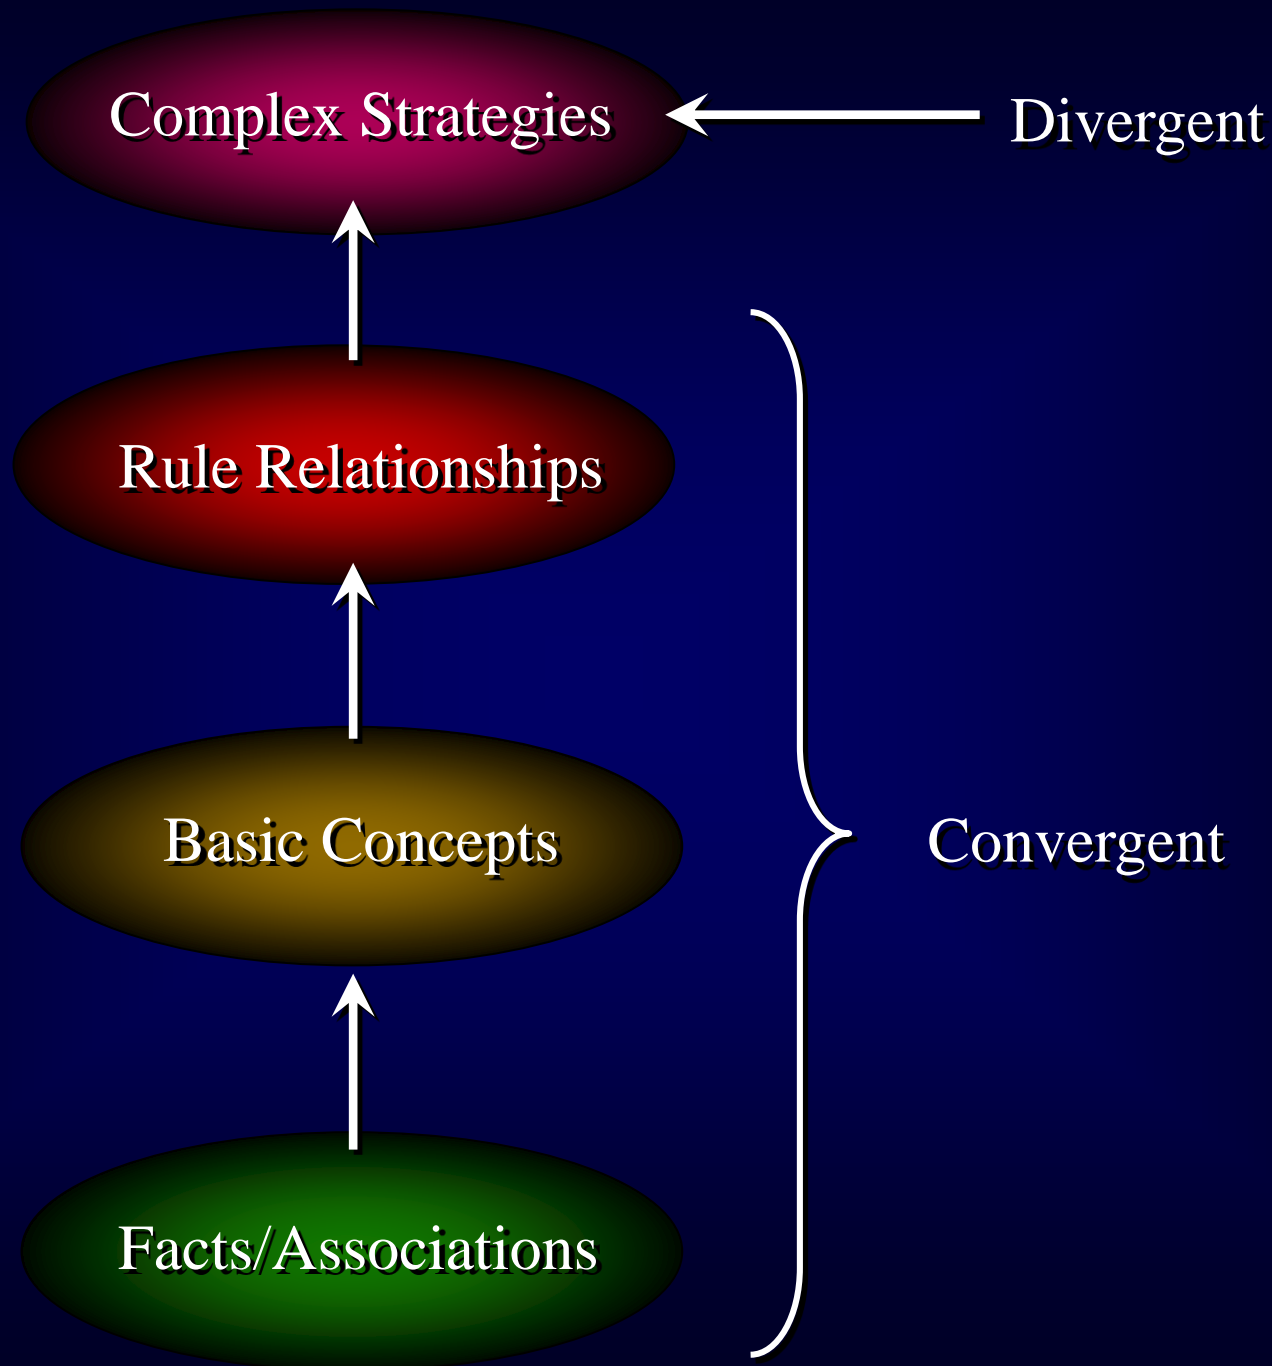 Complex Strategies
Divergent
Rule Relationships
Basic Concepts
Convergent
Facts/Associations